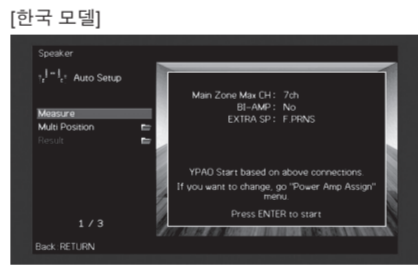 [한국 모델]
Speaker
Auto Setup
Measure
Multi Position
Result
1 / 3
Back: RETURN
Main Zone Max CH : 7ch
BI-AMP : No
EXTRA SP : F.PRNS
YPAO Start based on above connections.
If you want to change, go "Power Amp Assign"
menu.
Press ENTER to start